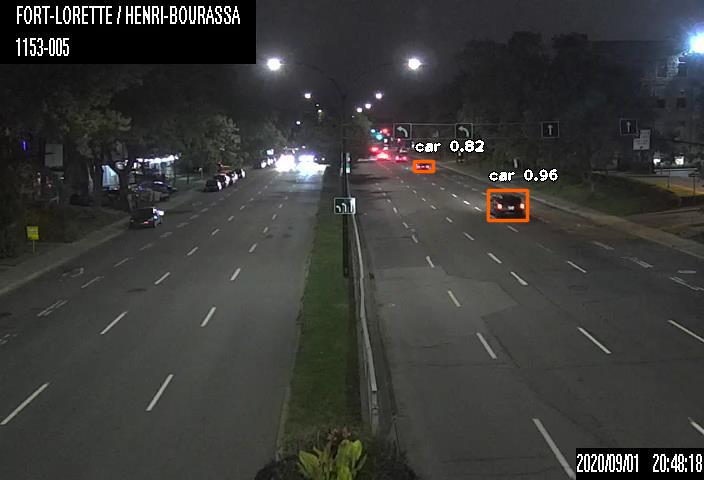 FORT-LORETTE / HENRI-BOURASSA
1153-005
car 0.82
car 0.96
2020/09/01 20:48:18